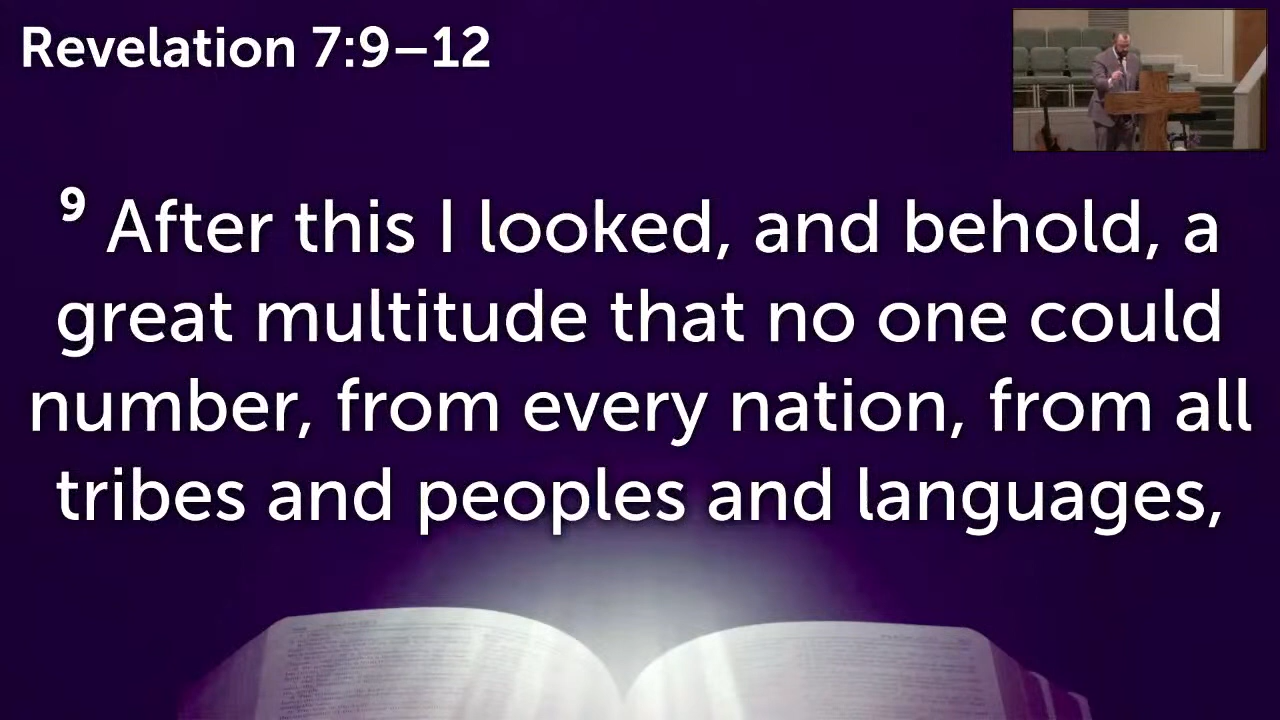 Revelation 7:9–12
9 After this I looked, and behold, a
great multitude that no one could
number, from every nation, from all
tribes and peoples and languages,